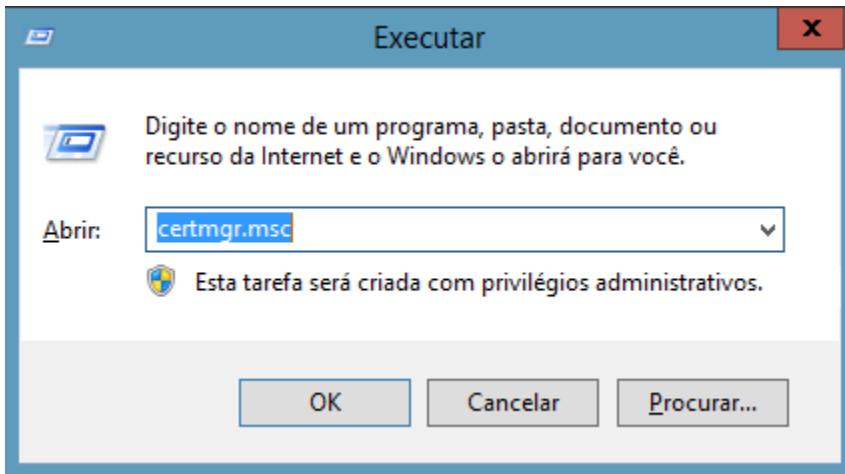 Executar
x
Digite o nome de um programa, pasta, documento ou
recurso da Internet e o Windows o abrirá para você.
Abrir:
certmgr.msc
Esta tarefa será criada com privilégios administrativos.
OK
Cancelar
Procurar...